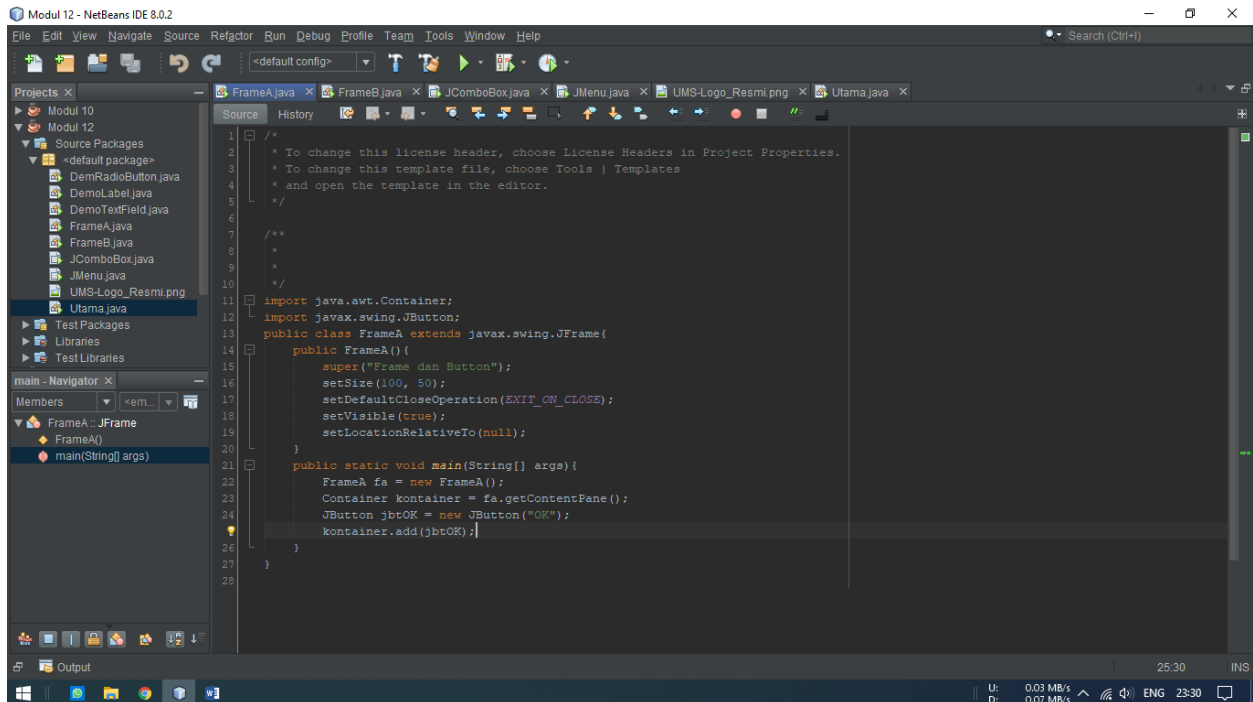 Modul 12 - NetBeans IDE 8.0.2
File Edit View Navigate Source Refactor Run Debug Profile Team Tools Window Help
Search (Ctrl+I)
<default config>
Projects
FrameA.java FrameB.java JComboBox.java JMenu.java UMS-Logo_Resmi.png Utama.java
Modul 10
Modul 12
Source Packages
<default package>
DemRadioButton.java
DemoLabel.java
DemoTextField.java
FrameA.java
FrameB.java
JComboBox.java
JMenu.java
UMS-Logo_Resmi.png
Utama.java
Test Packages
Libraries
Test Libraries
main - Navigator
Members <em...
FrameA :: JFrame
FrameA()
main(String[] args)
Source History
1 /*
2 * To change this license header, choose License Headers in Project Properties.
3 * To change this template file, choose Tools | Templates
4 * and open the template in the editor.
5 */
6
7 /**
8 *
9 *
10 */
11 import java.awt.Container;
12 import javax.swing.JButton;
13 public class FrameA extends javax.swing.JFrame{
14 public FrameA(){
15 super("Frame dan Button");
16 setSize(100, 50);
17 setDefaultCloseOperation(EXIT_ON_CLOSE);
18 setVisible(true);
19 setLocationRelativeTo(null);
20 }
21 public static void main(String[] args){
22 FrameA fa = new FrameA();
23 Container kontainer = fa.getContentPane();
24 JButton jbtOK = new JButton("OK");
kontainer.add(jbtOK);
26 }
27 }
28
Output
25:30 INS
U: 0.03 MB/s
D: 0.07 MB/s
ENG 23:30